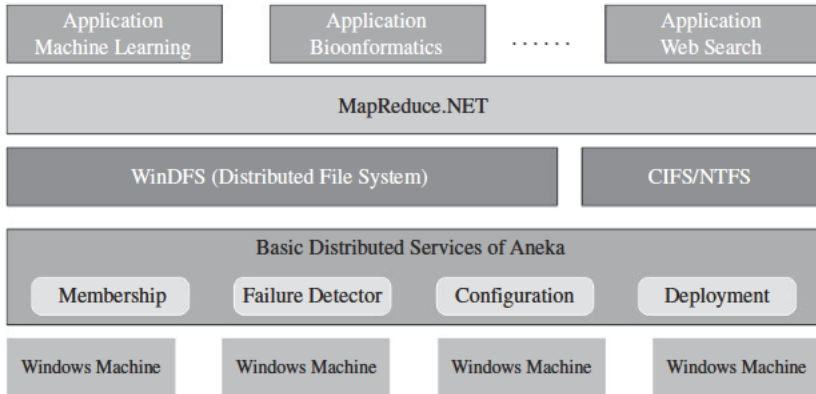 Application
Machine Learning
Application
Bioonformatics
. . . . . .
Application
Web Search
MapReduce.NET
WinDFS (Distributed File System)
CIFS/NTFS
Basic Distributed Services of Aneka
Membership
Failure Detector
Configuration
Deployment
Windows Machine
Windows Machine
Windows Machine
Windows Machine